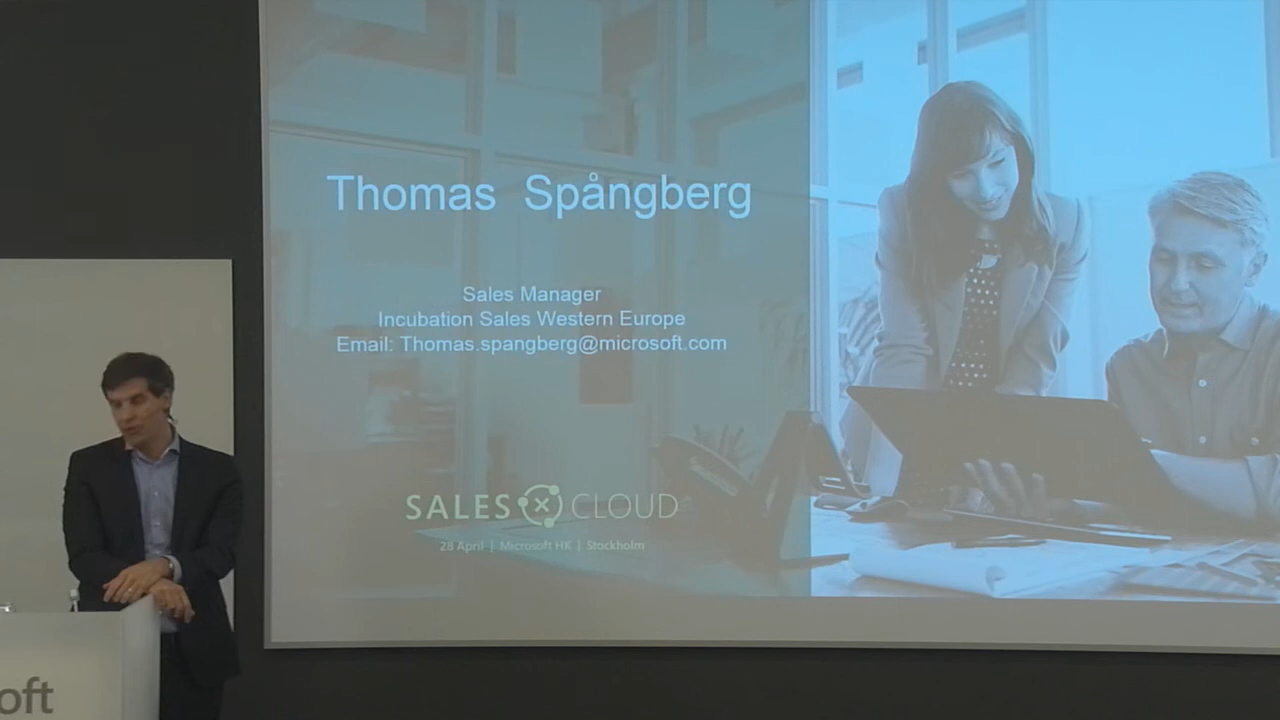 Thomas Spångberg
Sales Manager
Incubation Sales Western Europe
Email: Thomas.spangberg@microsoft.com
SALES X CLOUD
28 April | Microsoft HK | Stockholm
oft